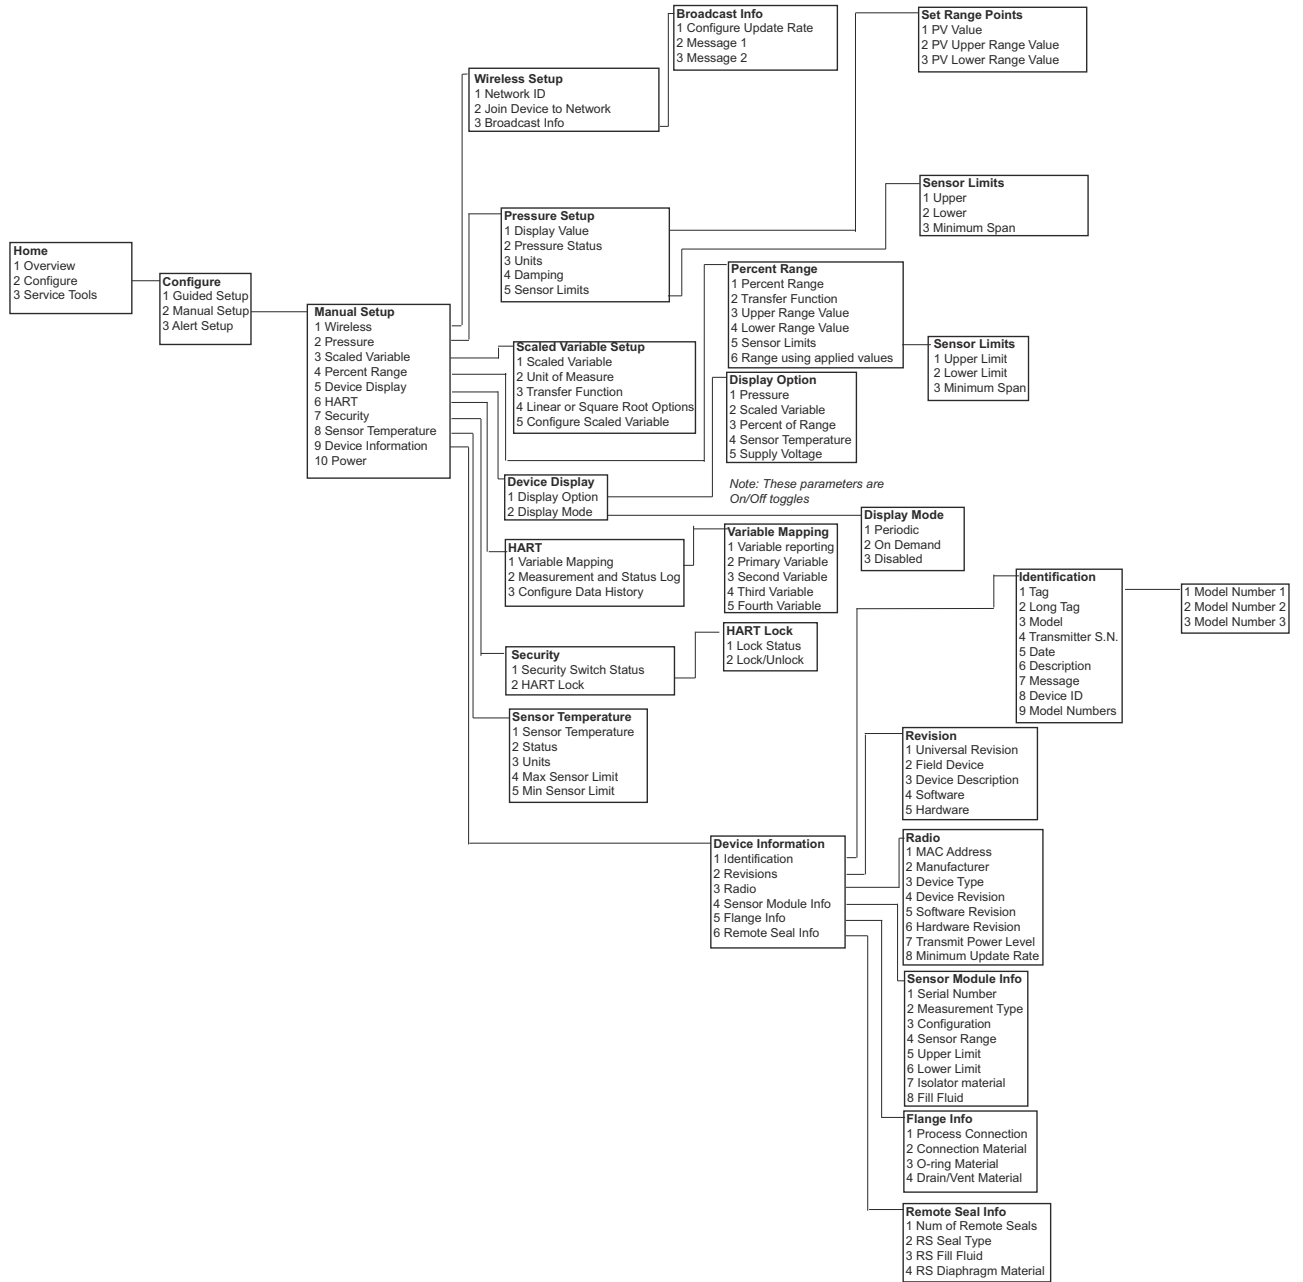 Home
1 Overview
2 Configure
3 Service Tools
Configure
1 Guided Setup
2 Manual Setup
3 Alert Setup
Manual Setup
1 Wireless
2 Pressure
3 Scaled Variable
4 Percent Range
5 Device Display
6 HART
7 Security
8 Sensor Temperature
9 Device Information
10 Power
Wireless Setup
1 Network ID
2 Join Device to Network
3 Broadcast Info
Broadcast Info
1 Configure Update Rate
2 Message 1
3 Message 2
Pressure Setup
1 Display Value
2 Pressure Status
3 Units
4 Damping
5 Sensor Limits
Set Range Points
1 PV Value
2 PV Upper Range Value
3 PV Lower Range Value
Sensor Limits
1 Upper
2 Lower
3 Minimum Span
Scaled Variable Setup
1 Scaled Variable
2 Unit of Measure
3 Transfer Function
4 Linear or Square Root Options
5 Configure Scaled Variable
Percent Range
1 Percent Range
2 Transfer Function
3 Upper Range Value
4 Lower Range Value
5 Sensor Limits
6 Range using applied values
Sensor Limits
1 Upper Limit
2 Lower Limit
3 Minimum Span
Device Display
1 Display Option
2 Display Mode
Display Option
1 Pressure
2 Scaled Variable
3 Percent of Range
4 Sensor Temperature
5 Supply Voltage
Note: These parameters are
On/Off toggles
Display Mode
1 Periodic
2 On Demand
3 Disabled
HART
1 Variable Mapping
2 Measurement and Status Log
3 Configure Data History
Variable Mapping
1 Variable reporting
2 Primary Variable
3 Second Variable
4 Third Variable
5 Fourth Variable
Security
1 Security Switch Status
2 HART Lock
HART Lock
1 Lock Status
2 Lock/Unlock
Sensor Temperature
1 Sensor Temperature
2 Status
3 Units
4 Max Sensor Limit
5 Min Sensor Limit
Device Information
1 Identification
2 Revisions
3 Radio
4 Sensor Module Info
5 Flange Info
6 Remote Seal Info
Identification
1 Tag
2 Long Tag
3 Model
4 Transmitter S.N.
5 Date
6 Description
7 Message
8 Device ID
9 Model Numbers
1 Model Number 1
2 Model Number 2
3 Model Number 3
Revision
1 Universal Revision
2 Field Device
3 Device Description
4 Software
5 Hardware
Radio
1 MAC Address
2 Manufacturer
3 Device Type
4 Device Revision
5 Software Revision
6 Hardware Revision
7 Transmit Power Level
8 Minimum Update Rate
Sensor Module Info
1 Serial Number
2 Measurement Type
3 Configuration
4 Sensor Range
5 Upper Limit
6 Lower Limit
7 Isolator material
8 Fill Fluid
Flange Info
1 Process Connection
2 Connection Material
3 O-ring Material
4 Drain/Vent Material
Remote Seal Info
1 Num of Remote Seals
2 RS Seal Type
3 RS Fill Fluid
4 RS Diaphragm Material